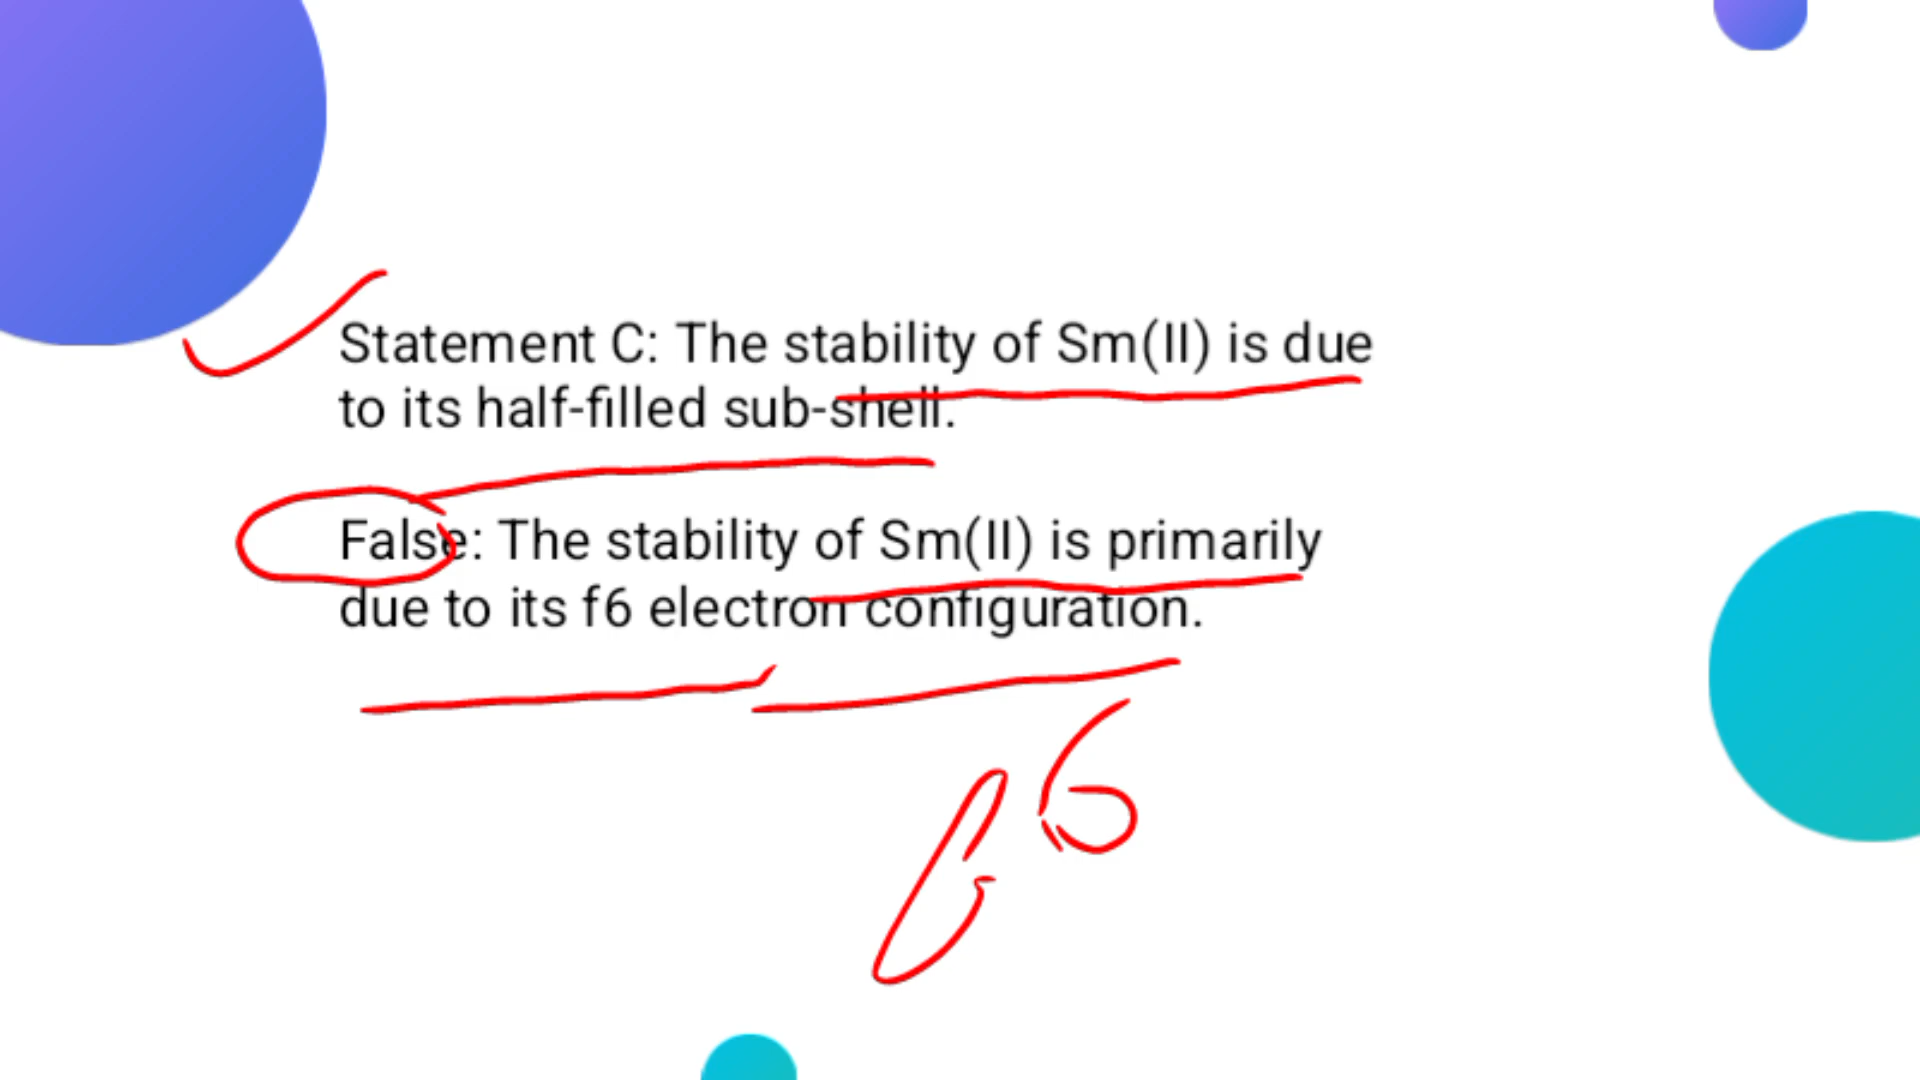 Statement C: The stability of Sm(II) is due
to its half-filled sub-shell.
False: The stability of Sm(II) is primarily
due to its f6 electron configuration.
f6